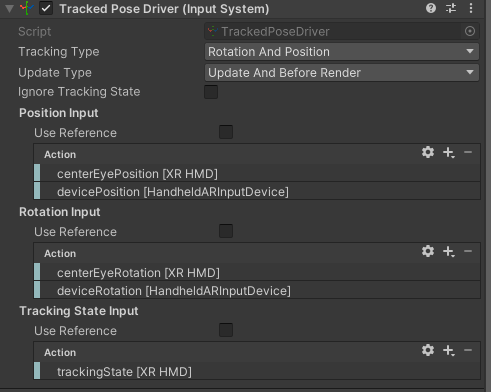 Tracked Pose Driver (Input System)
Script TrackedPoseDriver
Tracking Type Rotation And Position
Update Type Update And Before Render
Ignore Tracking State
Position Input
Use Reference
Action
centerEyePosition [XR HMD]
devicePosition [HandheldARInputDevice]
Rotation Input
Use Reference
Action
centerEyeRotation [XR HMD]
deviceRotation [HandheldARInputDevice]
Tracking State Input
Use Reference
Action
trackingState [XR HMD]